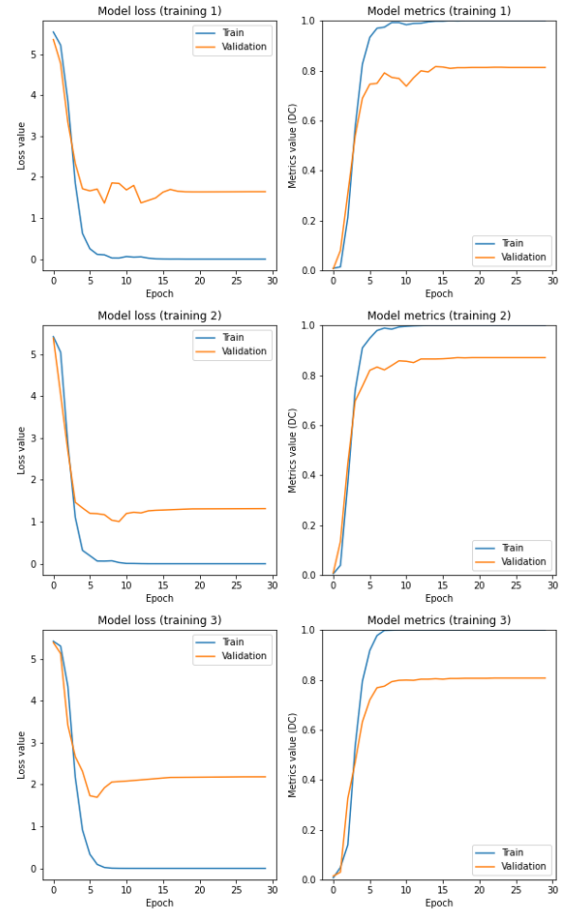 Model loss (training 1)
Loss value
5
4
3
2
1
0
Train
Validation
0 5 10 15 20 25 30
Epoch
Model metrics (training 1)
Metrics value (DC)
1.0
0.8
0.6
0.4
0.2
0.0
Train
Validation
0 5 10 15 20 25 30
Epoch
Model loss (training 2)
Loss value
5
4
3
2
1
0
Train
Validation
0 5 10 15 20 25 30
Epoch
Model metrics (training 2)
Metrics value (DC)
1.0
0.8
0.6
0.4
0.2
0.0
Train
Validation
0 5 10 15 20 25 30
Epoch
Model loss (training 3)
Loss value
5
4
3
2
1
0
Train
Validation
0 5 10 15 20 25 30
Epoch
Model metrics (training 3)
Metrics value (DC)
1.0
0.8
0.6
0.4
0.2
0.0
Train
Validation
0 5 10 15 20 25 30
Epoch